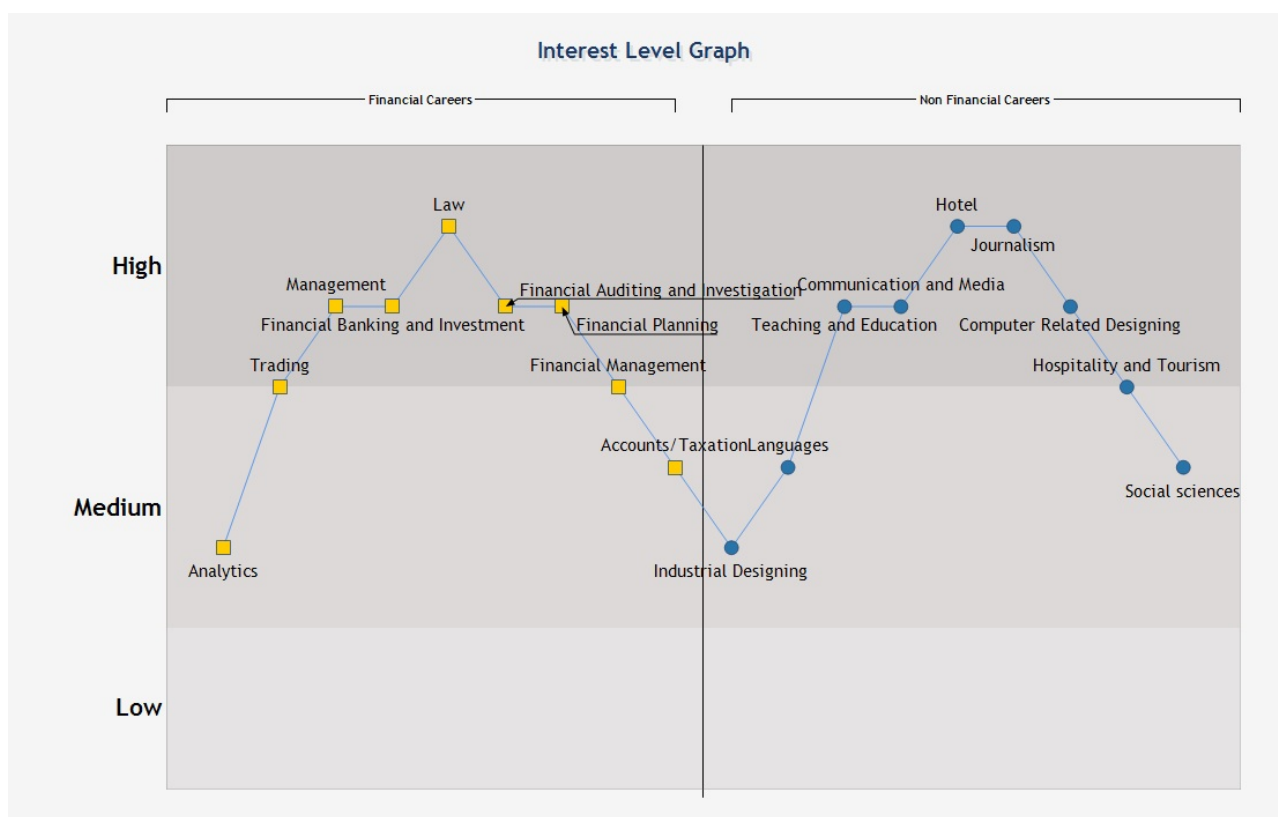 Interest Level Graph
Financial Careers
Non Financial Careers
High
Medium
Low
Law
Hotel
Journalism
Management
Financial Auditing and Investigation
Communication and Media
Financial Banking and Investment
Financial Planning
Teaching and Education
Computer Related Designing
Trading
Financial Management
Hospitality and Tourism
Accounts/Taxation
Languages
Social sciences
Analytics
Industrial Designing